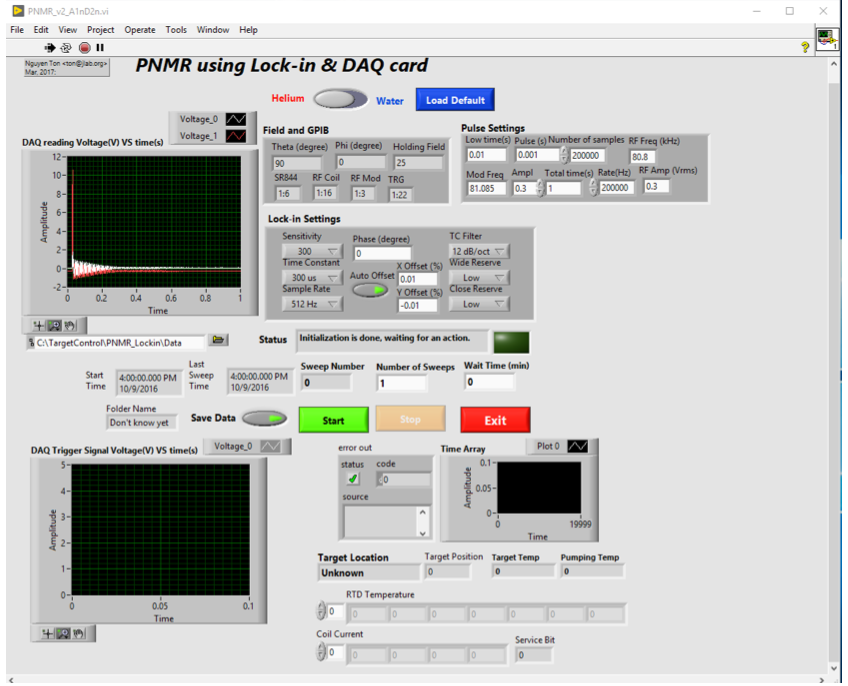 PNMR_v2_A1nD2n.vi
File Edit View Project Operate Tools Window Help
Nguyen Ton <ton@jlab.org>
Mar, 2017:
PNMR using Lock-in & DAQ card
Helium
Water
Load Default
DAQ reading Voltage(V) VS time(s)
Voltage_0
Voltage_1
Amplitude
12-
10-
8-
6-
4-
2-
0-
-2-
0 0.2 0.4 0.6 0.8 1
Time
Field and GPIB
Theta (degree) Phi (degree) Holding Field
90 0 25
SR844 RF Coil RF Mod TRG
1:6 1:16 1:3 1:22
Pulse Settings
Low time(s) Pulse (s) Number of samples RF Freq (kHz)
0.01 0.001 200000 80.8
Mod Freq Ampl Total time(s) Rate(Hz) RF Amp (Vrms)
81.085 0.3 1 200000 0.3
Lock-in Settings
Sensitivity Phase (degree) TC Filter
300 0 12 dB/oct
Time Constant X Offset (%) Wide Reserve
300 us Auto Offset 0.01 Low
Sample Rate Y Offset (%) Close Reserve
512 Hz -0.01 Low
C:\TargetControl\PNMR_Lockin\Data
Status
Initialization is done, waiting for an action.
Start Time
4:00:00.000 PM
10/9/2016
Last Sweep Time
4:00:00.000 PM
10/9/2016
Sweep Number Number of Sweeps Wait Time (min)
0 1 0
Folder Name
Don't know yet
Save Data
Start
Stop
Exit
DAQ Trigger Signal Voltage(V) VS time(s)
Voltage_0
Amplitude
5-
4-
3-
2-
1-
0-
0 0.05 0.1
Time
error out
status code
0
source
Time Array
Plot 0
Amplitude
0.1-
0.05-
0-
0 19999
Time
Target Location Target Position Target Temp Pumping Temp
Unknown 0 0 0
RTD Temperature
0 0 0 0 0 0 0 0
Coil Current
0 0 0 0 0
Service Bit
0